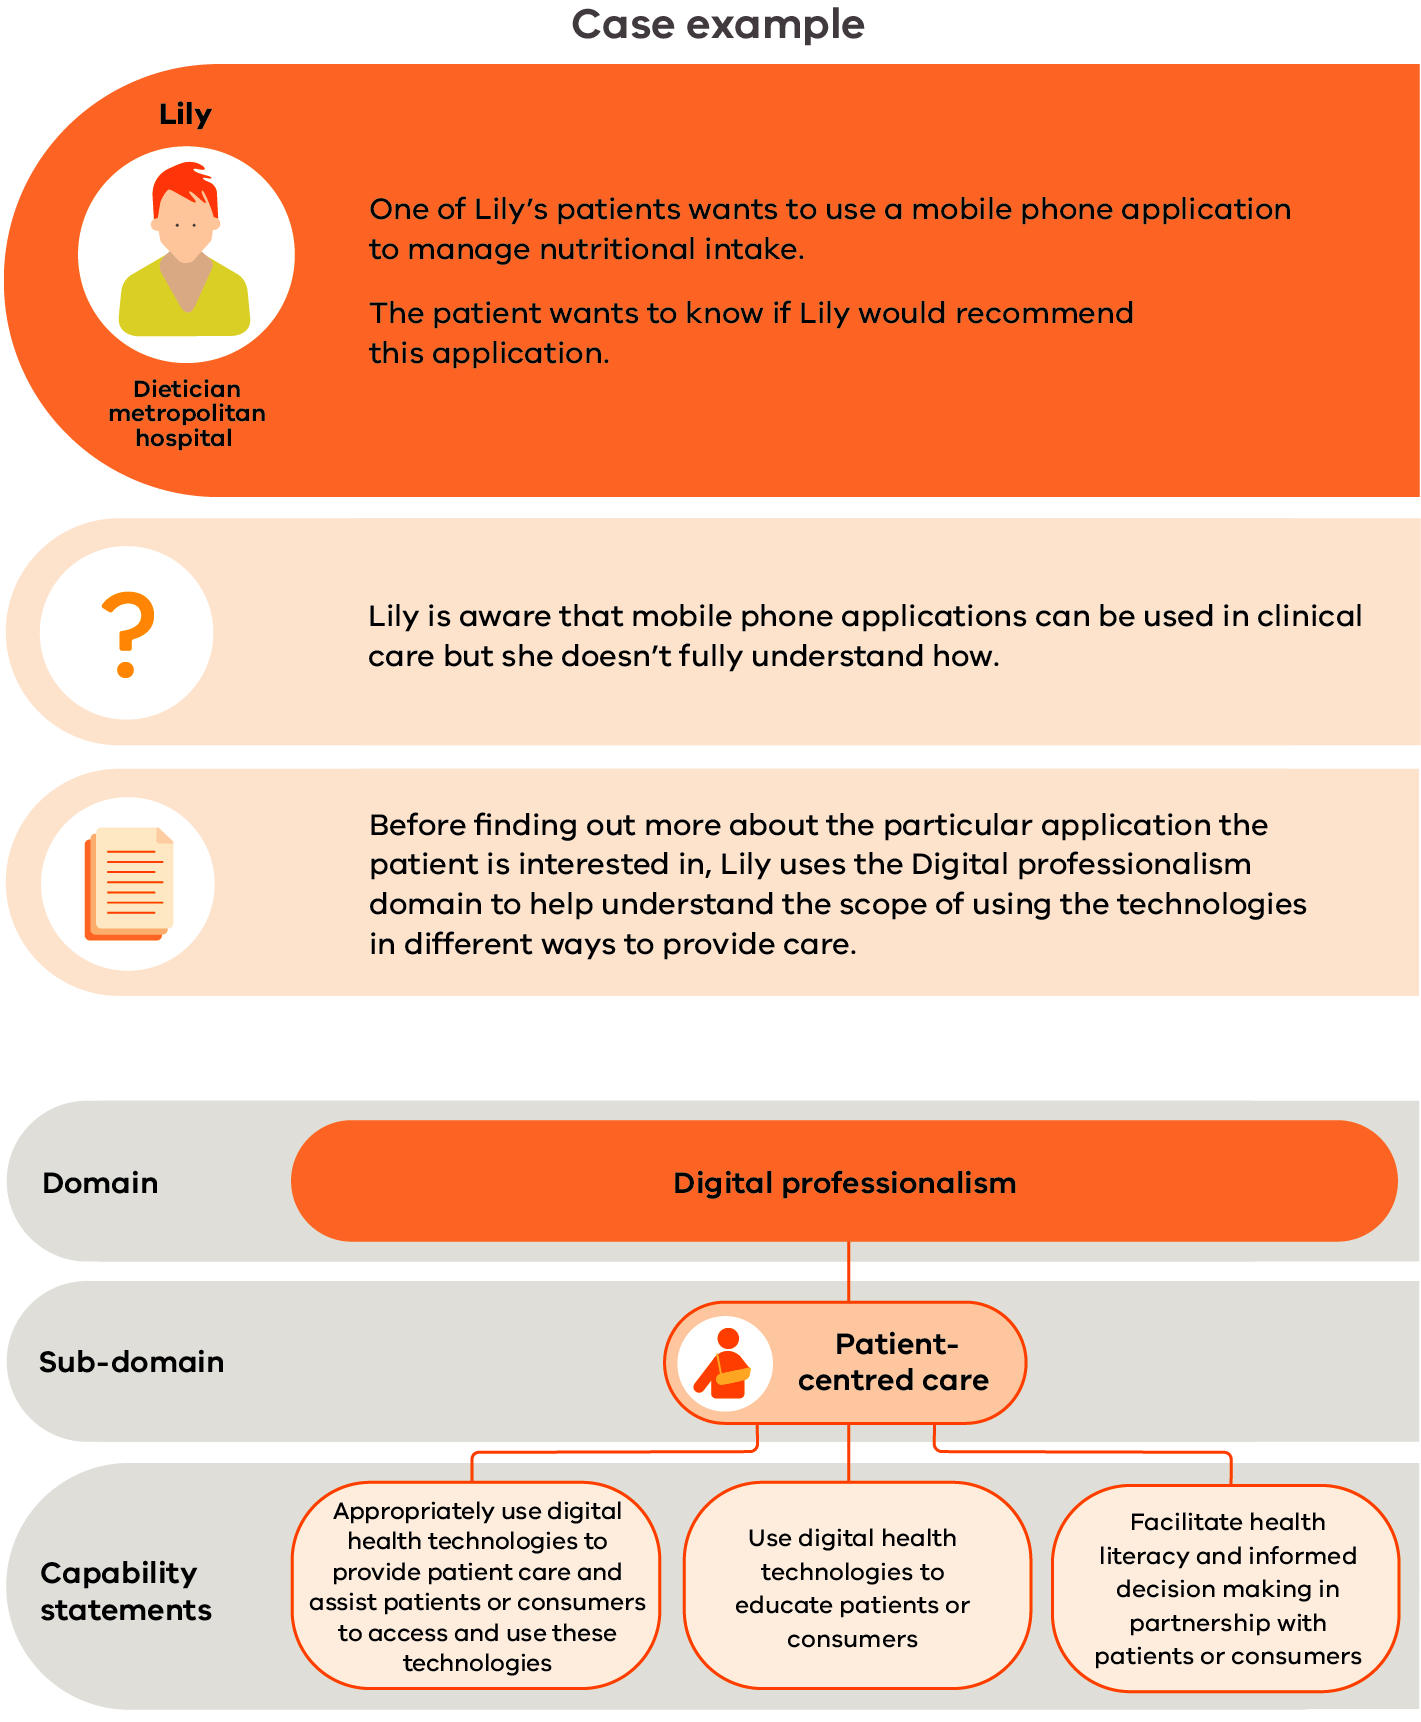 Case example
Lily
Dietician
metropolitan
hospital
One of Lily’s patients wants to use a mobile phone application
to manage nutritional intake.
The patient wants to know if Lily would recommend
this application.
?
Lily is aware that mobile phone applications can be used in clinical
care but she doesn’t fully understand how.
Before finding out more about the particular application the
patient is interested in, Lily uses the Digital professionalism
domain to help understand the scope of using the technologies
in different ways to provide care.
Domain
Digital professionalism
Sub-domain
Patient-
centred care
Capability
statements
Appropriately use digital
health technologies to
provide patient care and
assist patients or consumers
to access and use these
technologies
Use digital health
technologies to
educate patients or
consumers
Facilitate health
literacy and informed
decision making in
partnership with
patients or consumers